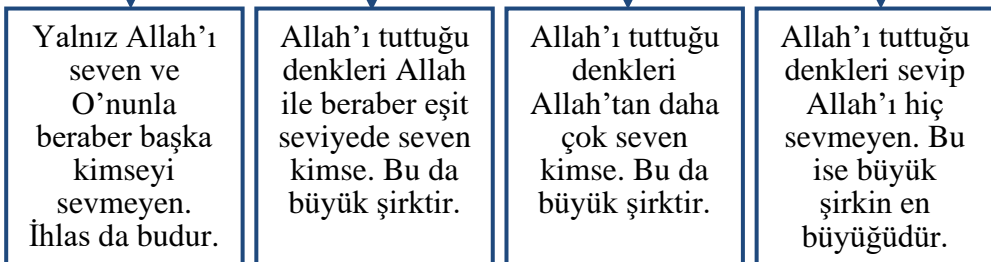 Yalnız Allah’ı
seven ve
O’nunla
beraber başka
kimseyi
sevmeyen.
İhlas da budur.
Allah’ı tuttuğu
denkleri Allah
ile beraber eşit
seviyede seven
kimse. Bu da
büyük şirktir.
Allah’ı tuttuğu
denkleri
Allah’tan daha
çok seven
kimse. Bu da
büyük şirktir.
Allah’ı tuttuğu
denkleri sevip
Allah’ı hiç
sevmeyen. Bu
ise büyük
şirkin en
büyüğüdür.